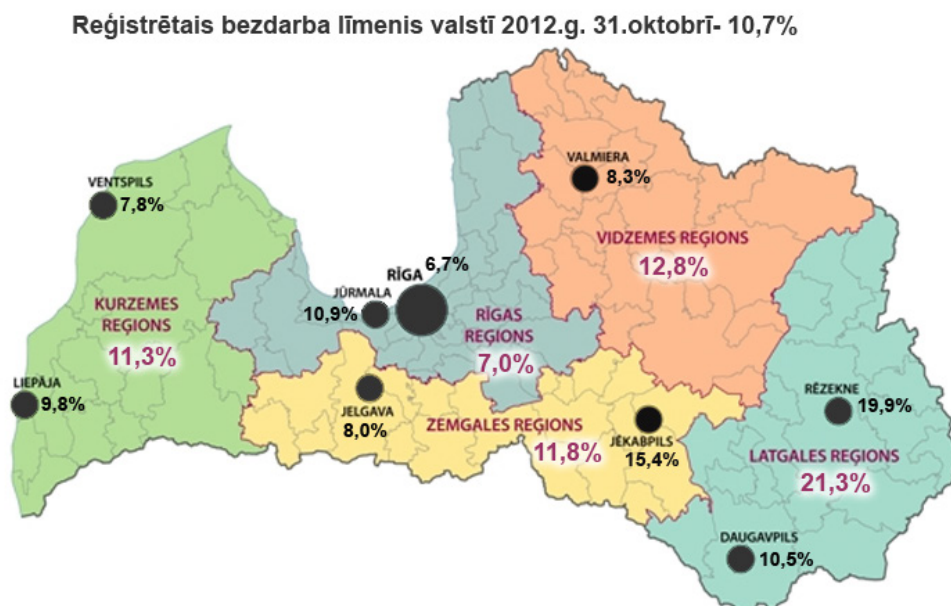 Reģistrētais bezdarba līmenis valstī 2012.g. 31.oktobrī- 10,7%
VALMIERA
8,3%
VENTSPILS
7,8%
VIDZEMES REĢIONS
12,8%
RĪGA 6,7%
JŪRMALA
10,9%
KURZEMES
REĢIONS
11,3%
RĪGAS
REĢIONS
7,0%
LIEPĀJA
9,8%
JELGAVA
8,0%
ZEMGALES REĢIONS
11,8%
JĒKABPILS
15,4%
RĒZEKNE
19,9%
LATGALES REĢIONS
21,3%
DAUGAVPILS
10,5%